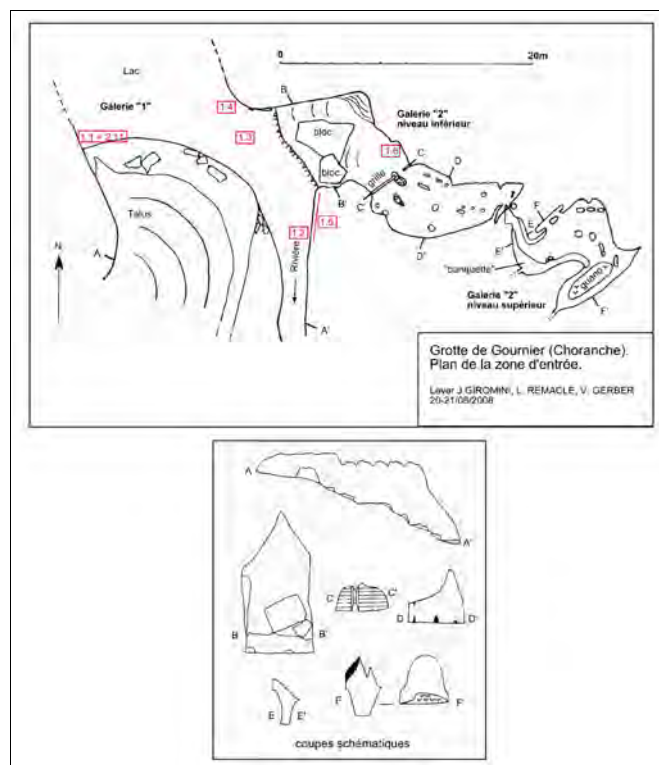 0 20m
Lac
Galerie "1"
1.4
B
Galerie "2"
niveau inférieur
1.1 + 2.11
1.3
bloc
1.6
C
D
bloc
grille
B'
C'
F
Talus
1.2
1.5
E
A
Rivière
D'
E'
N
"banquette"
guano
Galerie "2"
niveau supérieur
F'
A'
Grotte de Gournier (Choranche).
Plan de la zone d'entrée.
Lever J.GIROMINI, L. REMACLE, V. GERBER
20-21/08/2008
A
A'
C C'
D D'
B B'
E E'
F F'
coupes schématiques